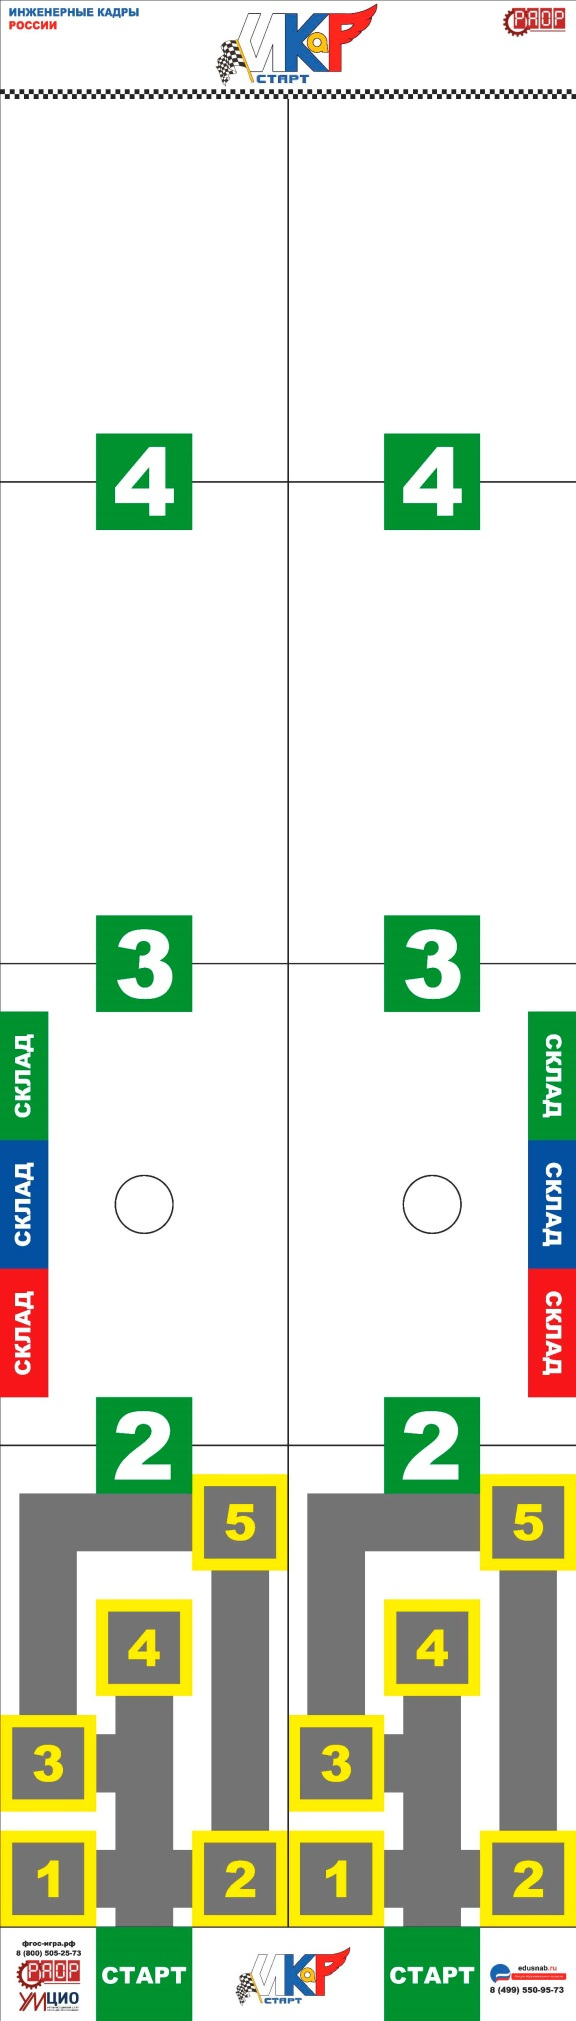 ИНЖЕНЕРНЫЕ КАДРЫ
РОССИИ
ИКаР
СТАРТ
РАОР
4 4
3 3
СКЛАД СКЛАД
СКЛАД СКЛАД
СКЛАД СКЛАД
2 2
5 5
4 4
3 3
1 2 1 2
фгос-игра.рф
8 (800) 505-25-73
РАОР
УМЦИО
СТАРТ
ИКаР
СТАРТ
СТАРТ
edusnab.ru
8 (499) 550-95-73